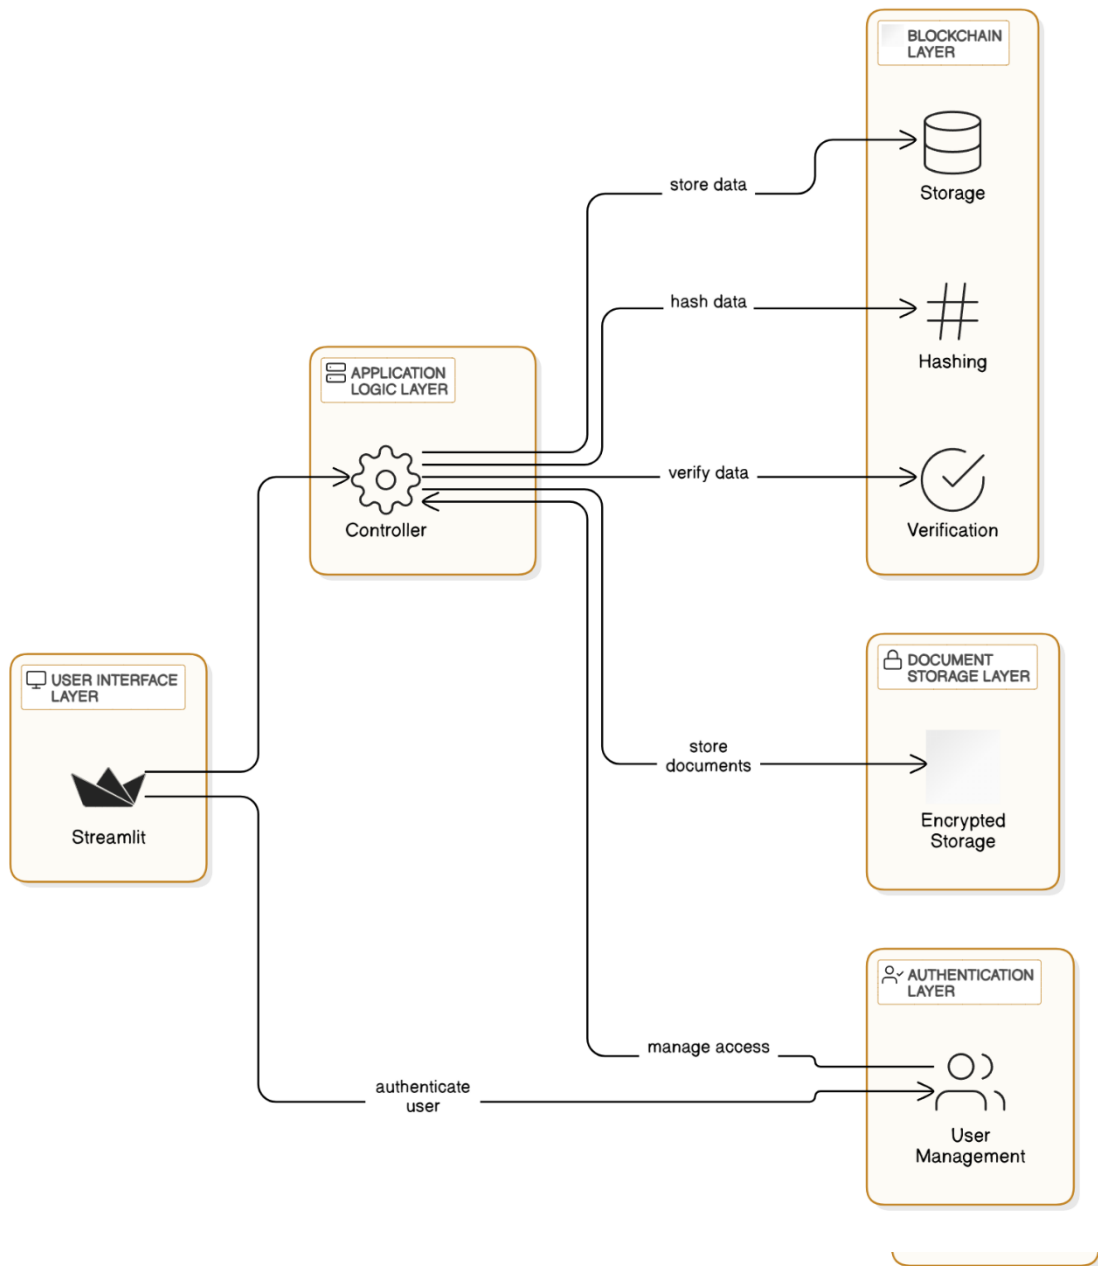 BLOCKCHAIN
LAYER
store data
Storage
hash data
Hashing
APPLICATION
LOGIC LAYER
verify data
Controller
Verification
USER INTERFACE
LAYER
DOCUMENT
STORAGE LAYER
store
documents
Streamlit
Encrypted
Storage
AUTHENTICATION
LAYER
manage access
authenticate
user
User
Management